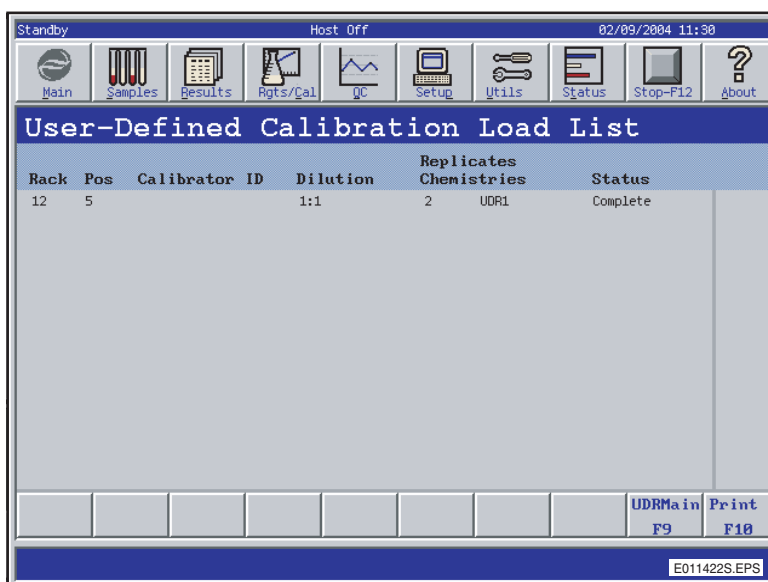 Standby Host Off 02/09/2004 11:30
Main Samples Results Rgts/Cal QC Setup Utils Status Stop-F12 About
User-Defined Calibration Load List
Replicates
Rack Pos Calibrator ID Dilution Chemistries Status
12 5 1:1 2 UDR1 Complete
UDRMain Print
F9 F10
E011422S.EPS